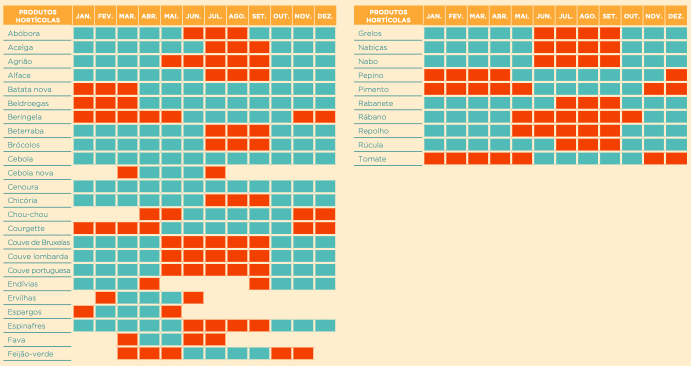 PRODUTOS HORTÍCOLAS JAN. FEV. MAR. ABR. MAI. JUN. JUL. AGO. SET. OUT. NOV. DEZ.
Abóbora
Acelga
Agrião
Alface
Batata nova
Beldroegas
Beringela
Beterraba
Brócolos
Cebola
Cebola nova
Cenoura
Chicória
Chou-chou
Courgette
Couve de Bruxelas
Couve lombarda
Couve portuguesa
Endívias
Ervilhas
Espargos
Espinafres
Fava
Feijão-verde
PRODUTOS HORTÍCOLAS JAN. FEV. MAR. ABR. MAI. JUN. JUL. AGO. SET. OUT. NOV. DEZ.
Grelos
Nabiças
Nabo
Pepino
Pimento
Rabanete
Rábano
Repolho
Rúcula
Tomate